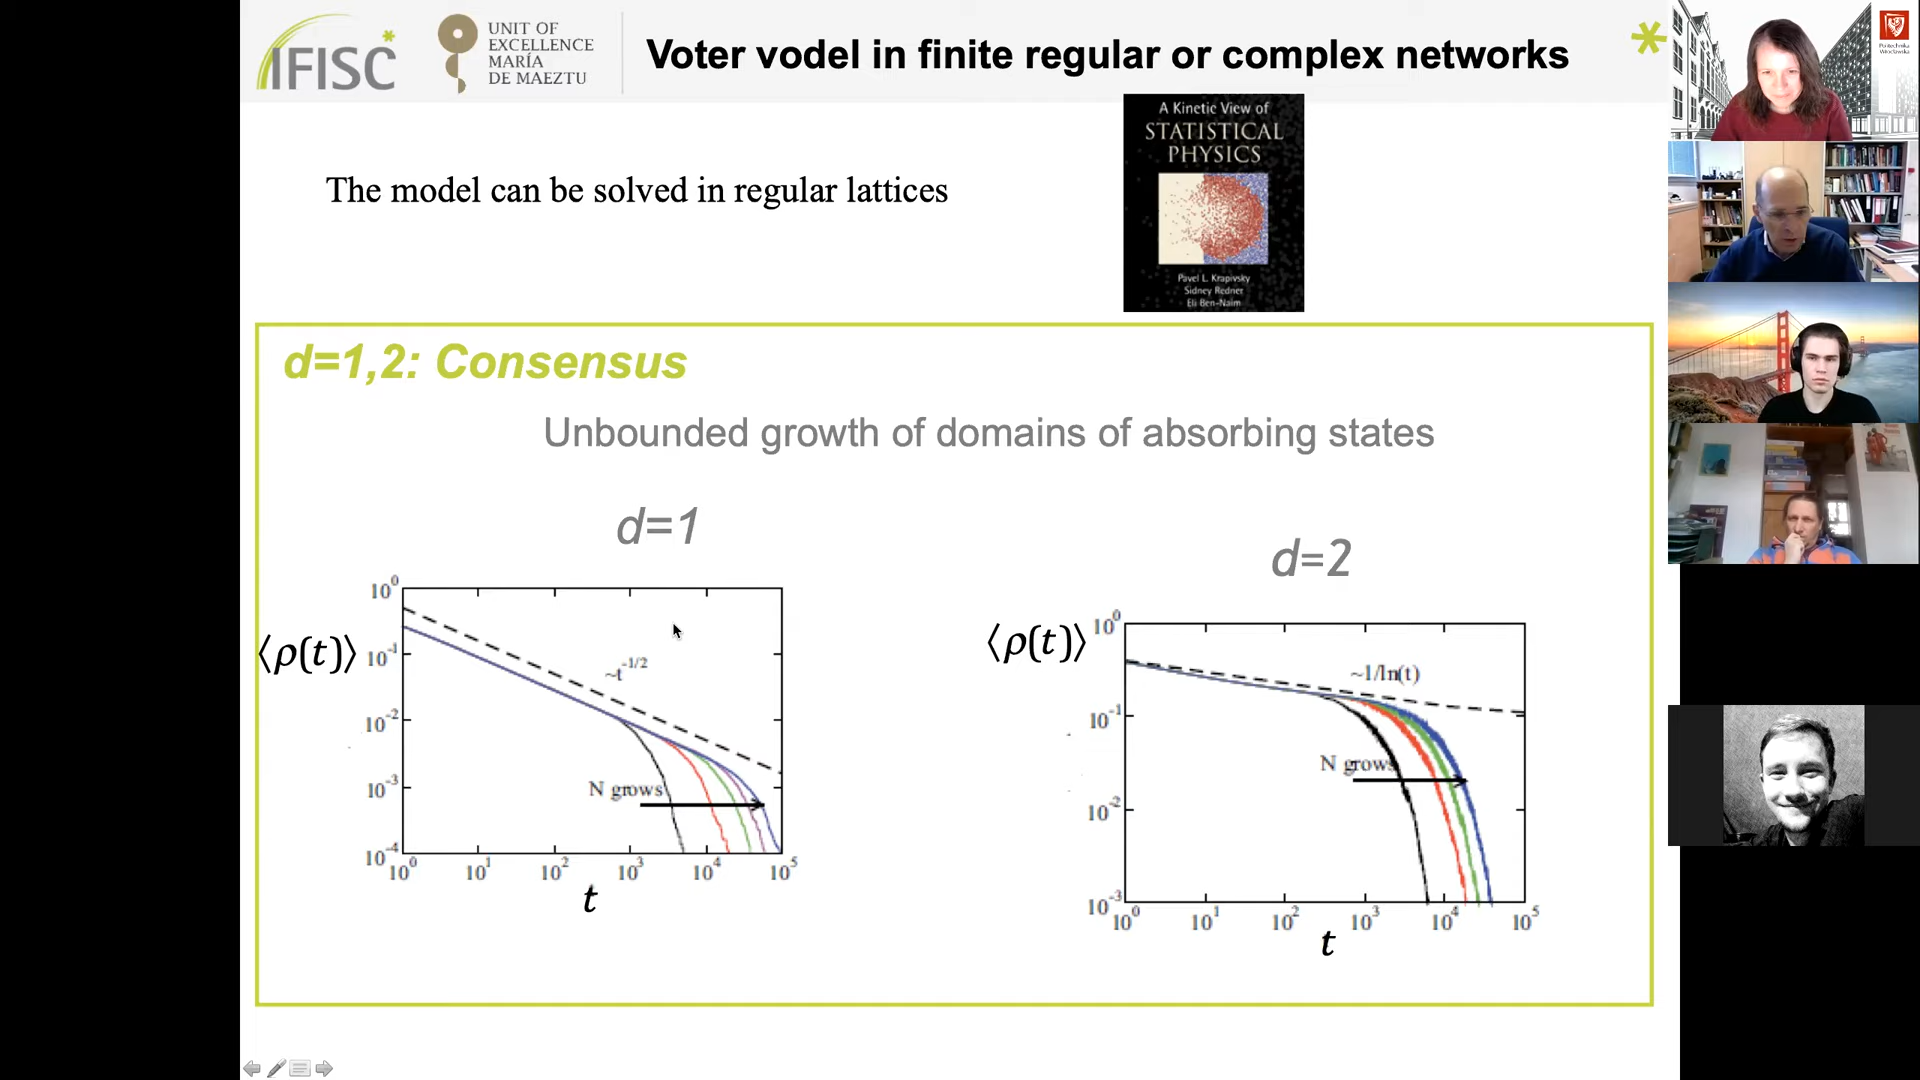 IFISC
UNIT OF
EXCELLENCE
MARÍA
DE MAEZTU
Voter vodel in finite regular or complex networks
A Kinetic View of
STATISTICAL
PHYSICS
Pavel L. Krapivsky
Sidney Redner
Eli Ben-Naim
The model can be solved in regular lattices
d=1,2: Consensus
Unbounded growth of domains of absorbing states
d=1
⟨ρ(t)⟩
10^0
10^-1
10^-2
10^-3
10^-4
~t^-1/2
N grows
10^0 10^1 10^2 10^3 10^4 10^5
t
d=2
⟨ρ(t)⟩
10^0
10^-1
10^-2
10^-3
~1/ln(t)
N grows
10^0 10^1 10^2 10^3 10^4 10^5
t
Politechnika
Wrocławska